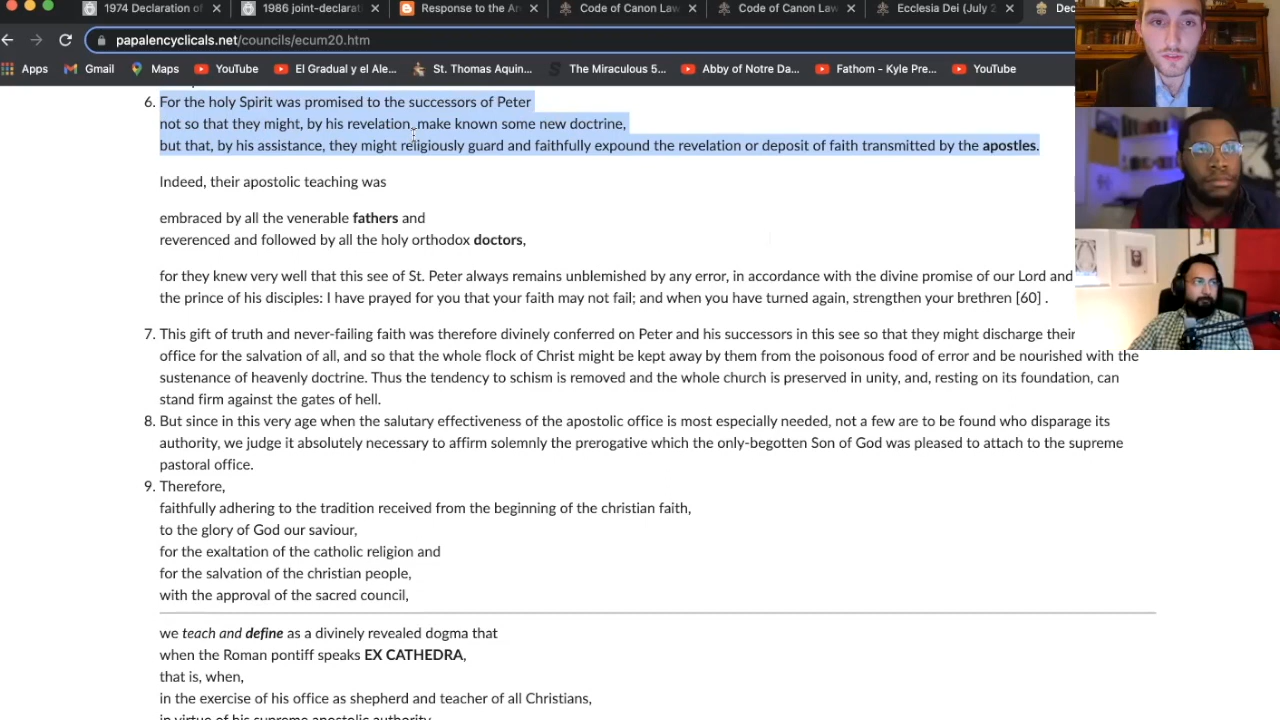 1974 Declaration of
1986 joint-declarat
Response to the Ar
Code of Canon Law
Code of Canon Law
Ecclesia Dei (July 2
Dec
papalencyclicals.net/councils/ecum20.htm
Apps
Gmail
Maps
YouTube
El Gradual y el Ale...
St. Thomas Aquin...
The Miraculous 5...
Abby of Notre Da...
Fathom - Kyle Pre...
YouTube
6. For the holy Spirit was promised to the successors of Peter
not so that they might, by his revelation, make known some new doctrine,
but that, by his assistance, they might religiously guard and faithfully expound the revelation or deposit of faith transmitted by the apostles.
Indeed, their apostolic teaching was
embraced by all the venerable fathers and
reverenced and followed by all the holy orthodox doctors,
for they knew very well that this see of St. Peter always remains unblemished by any error, in accordance with the divine promise of our Lord and
the prince of his disciples: I have prayed for you that your faith may not fail; and when you have turned again, strengthen your brethren [60] .
7. This gift of truth and never-failing faith was therefore divinely conferred on Peter and his successors in this see so that they might discharge their
office for the salvation of all, and so that the whole flock of Christ might be kept away by them from the poisonous food of error and be nourished with the
sustenance of heavenly doctrine. Thus the tendency to schism is removed and the whole church is preserved in unity, and, resting on its foundation, can
stand firm against the gates of hell.
8. But since in this very age when the salutary effectiveness of the apostolic office is most especially needed, not a few are to be found who disparage its
authority, we judge it absolutely necessary to affirm solemnly the prerogative which the only-begotten Son of God was pleased to attach to the supreme
pastoral office.
9. Therefore,
faithfully adhering to the tradition received from the beginning of the christian faith,
to the glory of God our saviour,
for the exaltation of the catholic religion and
for the salvation of the christian people,
with the approval of the sacred council,
we teach and define as a divinely revealed dogma that
when the Roman pontiff speaks EX CATHEDRA,
that is, when,
in the exercise of his office as shepherd and teacher of all Christians,
in virtue of his supreme apostolic authority,